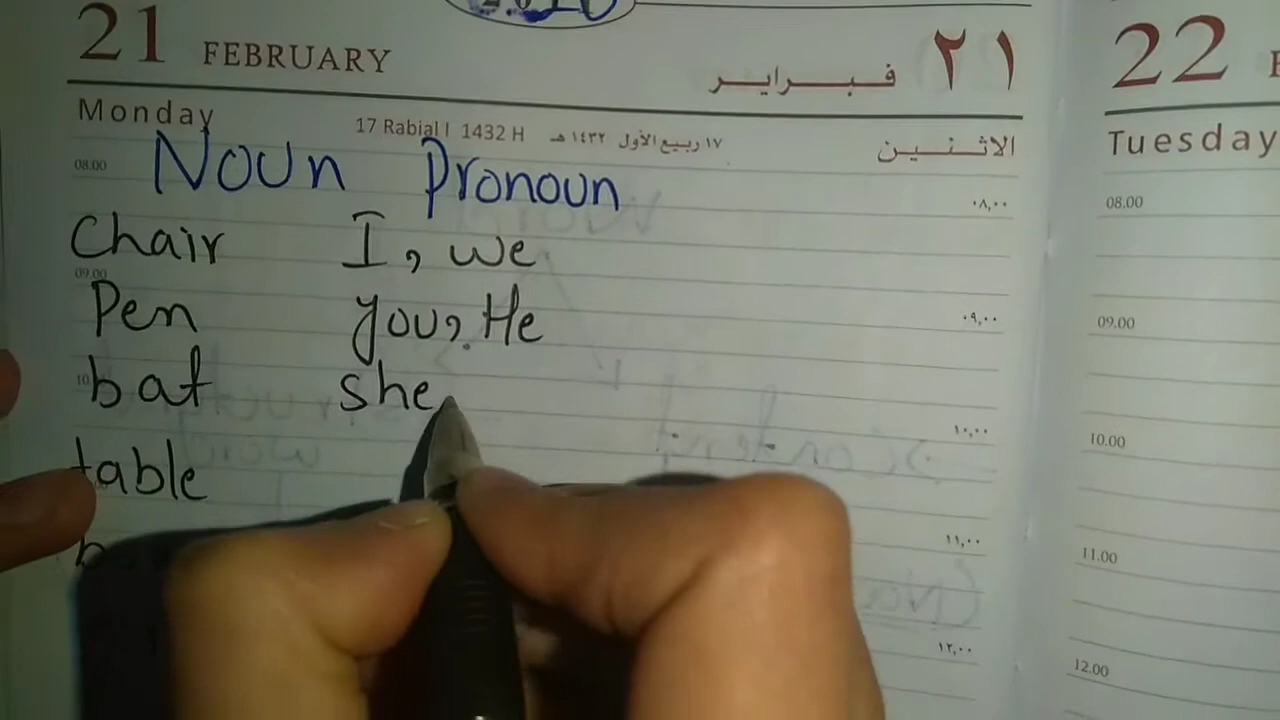 21 FEBRUARY فبراير ٢١
Monday 17 Rabial I 1432 H ١٧ ربيع الأول ١٤٣٢ هـ الاثنين
08.00 Noun Pronoun ٠٨,٠٠
Chair I, we
09.00
Pen you, He ٠٩,٠٠
bat she
١٠,٠٠
table
١١,٠٠
١٢,٠٠
22
Tuesday
08.00
09.00
10.00
11.00
12.00